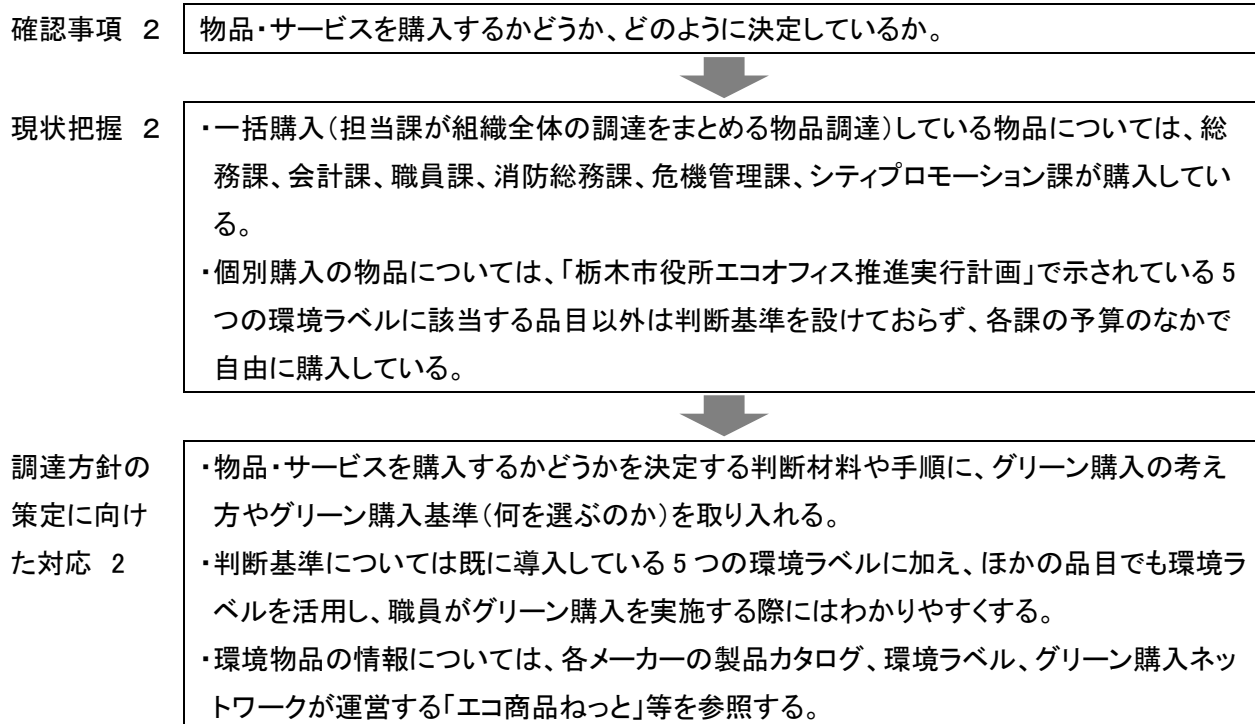 確認事項 2
物品・サービスを購入するかどうか、どのように決定しているか。
現状把握 2
・一括購入(担当課が組織全体の調達をまとめる物品調達)している物品については、総
務課、会計課、職員課、消防総務課、危機管理課、シティプロモーション課が購入してい
る。
・個別購入の物品については、「栃木市役所エコオフィス推進実行計画」で示されている 5
つの環境ラベルに該当する品目以外は判断基準を設けておらず、各課の予算のなかで
自由に購入している。
調達方針の
策定に向け
た対応 2
・物品・サービスを購入するかどうかを決定する判断材料や手順に、グリーン購入の考え
方やグリーン購入基準(何を選ぶのか)を取り入れる。
・判断基準については既に導入している 5 つの環境ラベルに加え、ほかの品目でも環境ラ
ベルを活用し、職員がグリーン購入を実施する際にはわかりやすくする。
・環境物品の情報については、各メーカーの製品カタログ、環境ラベル、グリーン購入ネッ
トワークが運営する「エコ商品ねっと」等を参照する。